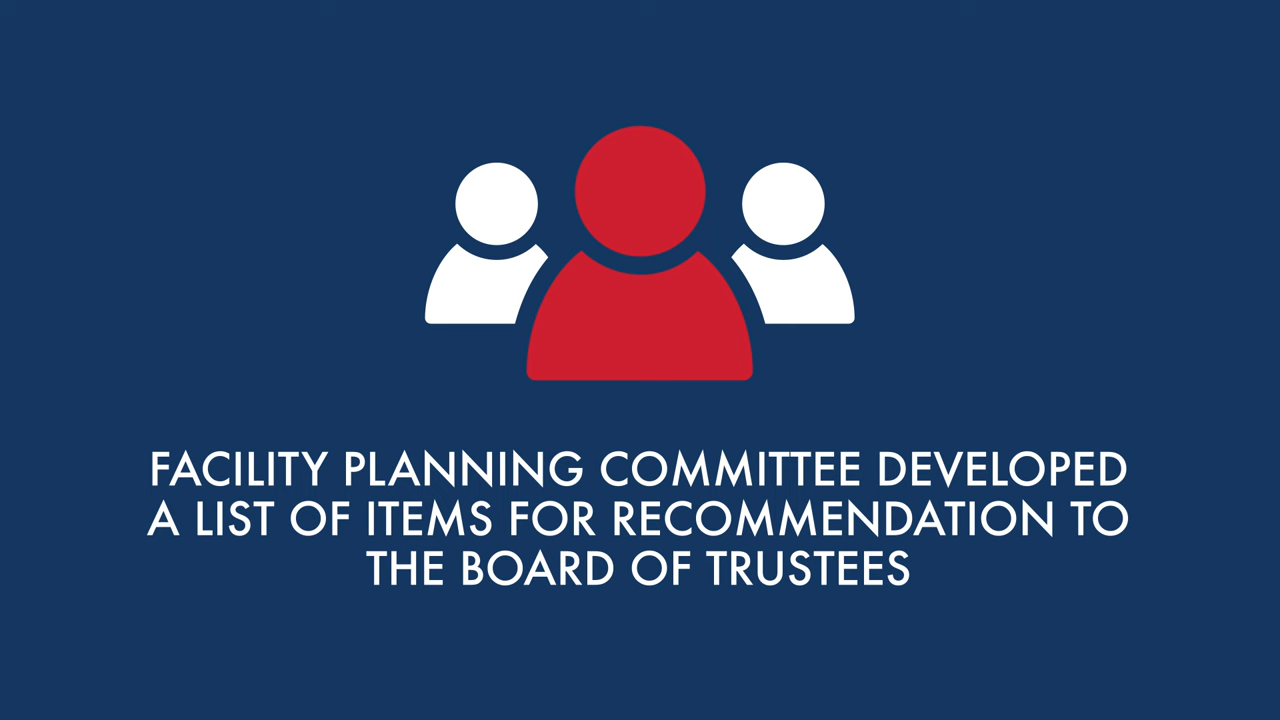 FACILITY PLANNING COMMITTEE DEVELOPED
A LIST OF ITEMS FOR RECOMMENDATION TO
THE BOARD OF TRUSTEES